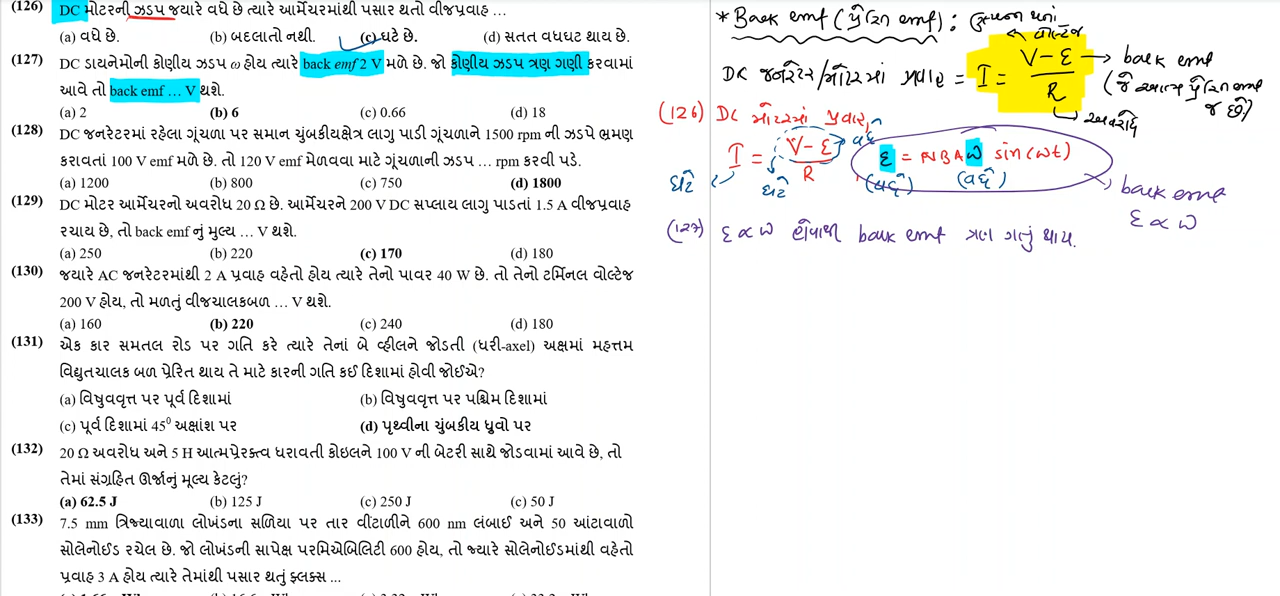 (126) DC મોટરની ઝડપ જયારે વધે છે ત્યારે આર્મેચરમાંથી પસાર થતો વીજપ્રવાહ ...
(a) વધે છે. (b) બદલાતો નથી. (c) ઘટે છે. (d) સતત વધઘટ થાય છે.
(127) DC ડાયનેમોની કોણીય ઝડપ ω હોય ત્યારે back emf 2 V મળે છે. જો કોણીય ઝડપ ત્રણ ગણી કરવામાં
આવે તો back emf ... V થશે.
(a) 2 (b) 6 (c) 0.66 (d) 18
(128) DC જનરેટરમાં રહેલા ગૂંચળા પર સમાન ચુંબકીયક્ષેત્ર લાગુ પાડી ગૂંચળાને 1500 rpm ની ઝડપે ભ્રમણ
કરાવતાં 100 V emf મળે છે. તો 120 V emf મેળવવા માટે ગૂંચળાની ઝડપ ... rpm કરવી પડે.
(a) 1200 (b) 800 (c) 750 (d) 1800
(129) DC મોટર આર્મેચરનો અવરોધ 20 Ω છે. આર્મેચરને 200 V DC સપ્લાય લાગુ પાડતાં 1.5 A વીજપ્રવાહ
રચાય છે, તો back emf નું મૂલ્ય ... V થશે.
(a) 250 (b) 220 (c) 170 (d) 180
(130) જયારે AC જનરેટરમાંથી 2 A પ્રવાહ વહેતો હોય ત્યારે તેનો પાવર 40 W છે. તો તેનો ટર્મિનલ વોલ્ટેજ
200 V હોય, તો મળતું વીજચાલકબળ ... V થશે.
(a) 160 (b) 220 (c) 240 (d) 180
(131) એક કાર સમતલ રોડ પર ગતિ કરે ત્યારે તેનાં બે વ્હીલને જોડતી (ધરી-axel) અક્ષમાં મહત્તમ
વિદ્યુતચાલક બળ પ્રેરિત થાય તે માટે કારની ગતિ કઈ દિશામાં હોવી જોઈએ?
(a) વિષુવવૃત્ત પર પૂર્વ દિશામાં (b) વિષુવવૃત્ત પર પશ્ચિમ દિશામાં
(c) પૂર્વ દિશામાં 45⁰ અક્ષાંશ પર (d) પૃથ્વીના ચુંબકીય ધ્રુવો પર
(132) 20 Ω અવરોધ અને 5 H આત્મપ્રેરકત્વ ધરાવતી કોઇલને 100 V ની બેટરી સાથે જોડવામાં આવે છે, તો
તેમાં સંગ્રહિત ઊર્જાનું મૂલ્ય કેટલું?
(a) 62.5 J (b) 125 J (c) 250 J (c) 50 J
(133) 7.5 mm ત્રિજ્યાવાળા લોખંડના સળિયા પર તાર વીંટાળીને 600 nm લંબાઈ અને 50 આંટાવાળો
સોલેનોઈડ રચેલ છે. જો લોખંડની સાપેક્ષ પરમિએબિલિટી 600 હોય, તો જ્યારે સોલેનોઈડમાંથી વહેતો
પ્રવાહ 3 A હોય ત્યારે તેમાંથી પસાર થતું ફ્લક્સ ...
* Back emf (પ્રેરિત emf) :
વોલ્ટેજ
DC જનરેટર/મોટરમાં પ્રવાહ = I = V-ε / R
back emf
(જે આપણું પ્રેરિત emf
જ છે)
અવરોધ
(126) DC મોટરમાં પ્રવાહ,
I = V-ε / R
વધે
ઘટે
ઘટે
ε = NBAω sin(ωt)
(વધે) (વધે)
back emf
ε ∝ ω
(127) ε ∝ ω હોવાથી back emf ત્રણ ગણું થાય.